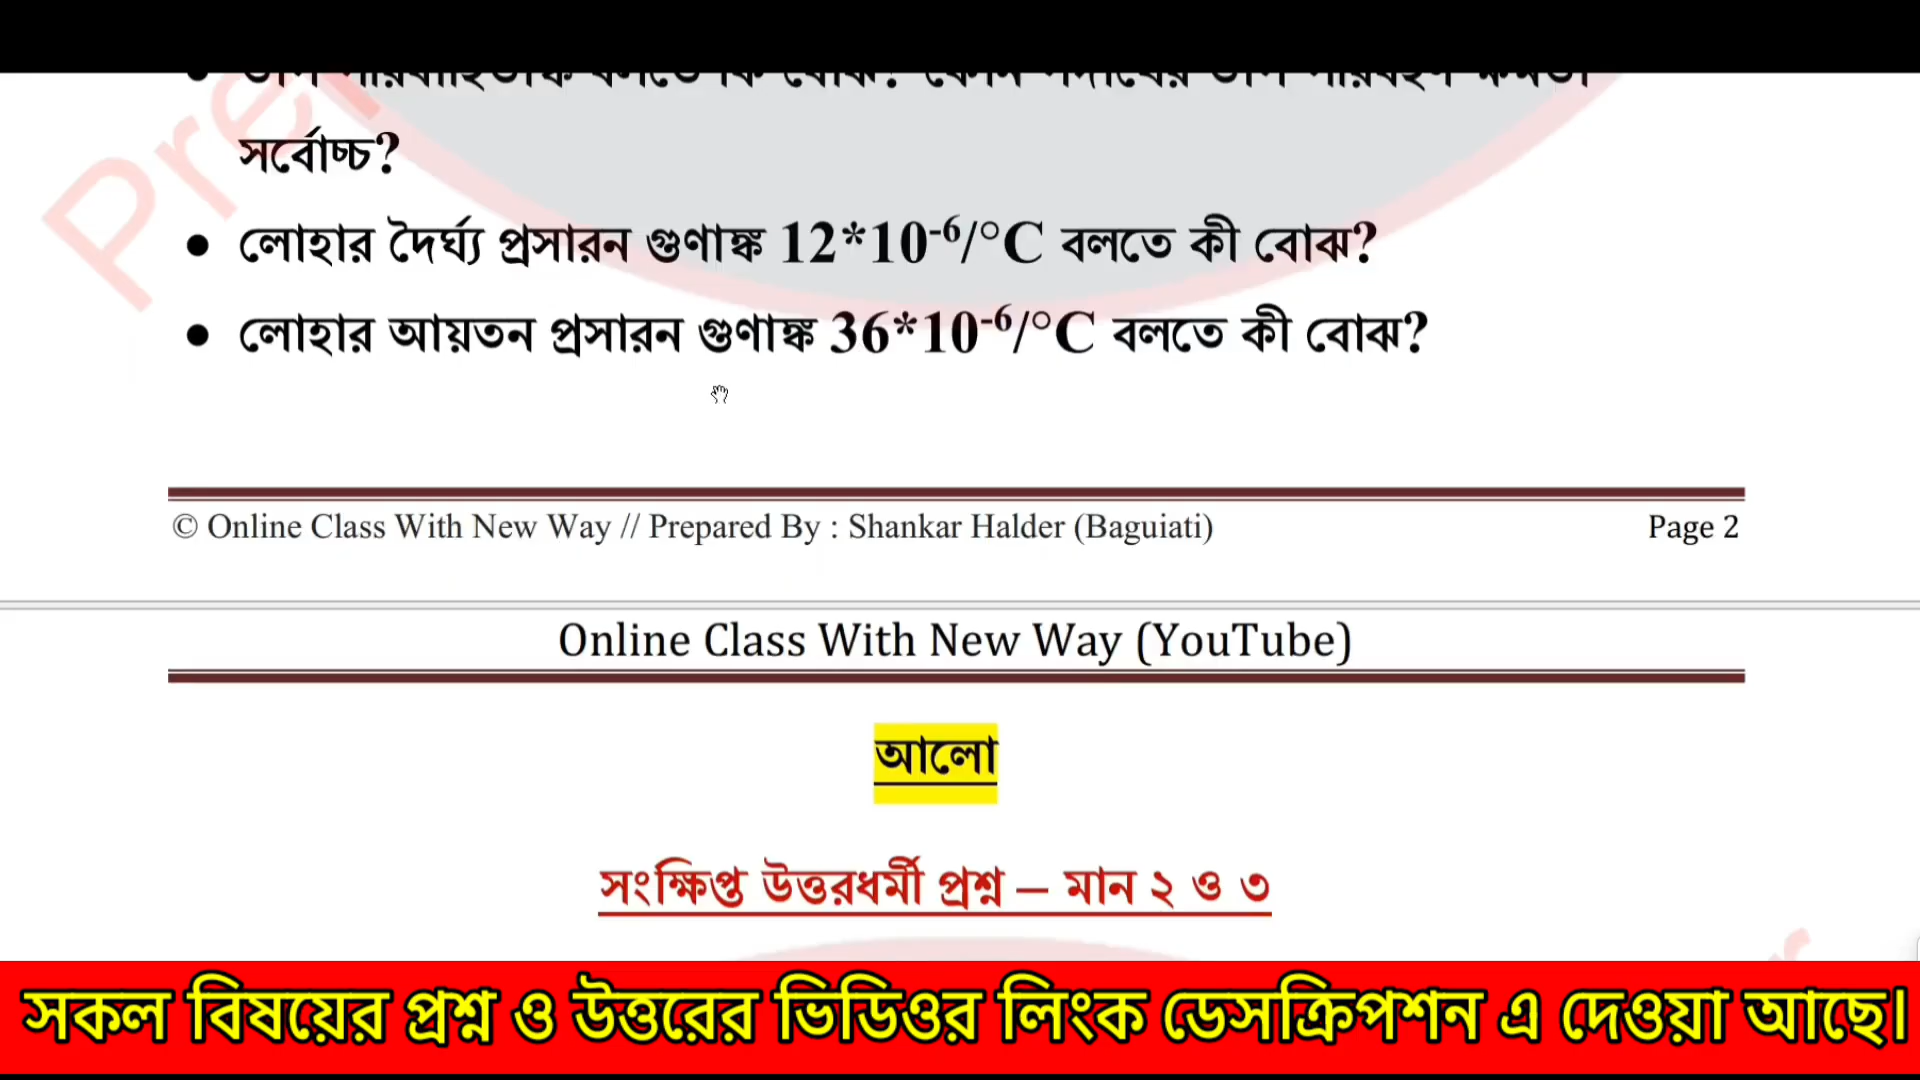 সর্বোচ্চ?
● লোহার দৈর্ঘ্য প্রসারন গুণাঙ্ক 12*10⁻⁶/°C বলতে কী বোঝ?
● লোহার আয়তন প্রসারন গুণাঙ্ক 36*10⁻⁶/°C বলতে কী বোঝ?
© Online Class With New Way // Prepared By : Shankar Halder (Baguiati) Page 2
Online Class With New Way (YouTube)
আলো
সংক্ষিপ্ত উত্তরধর্মী প্রশ্ন – মান ২ ও ৩
সকল বিষয়ের প্রশ্ন ও উত্তরের ভিডিওর লিংক ডেসক্রিপশন এ দেওয়া আছে।